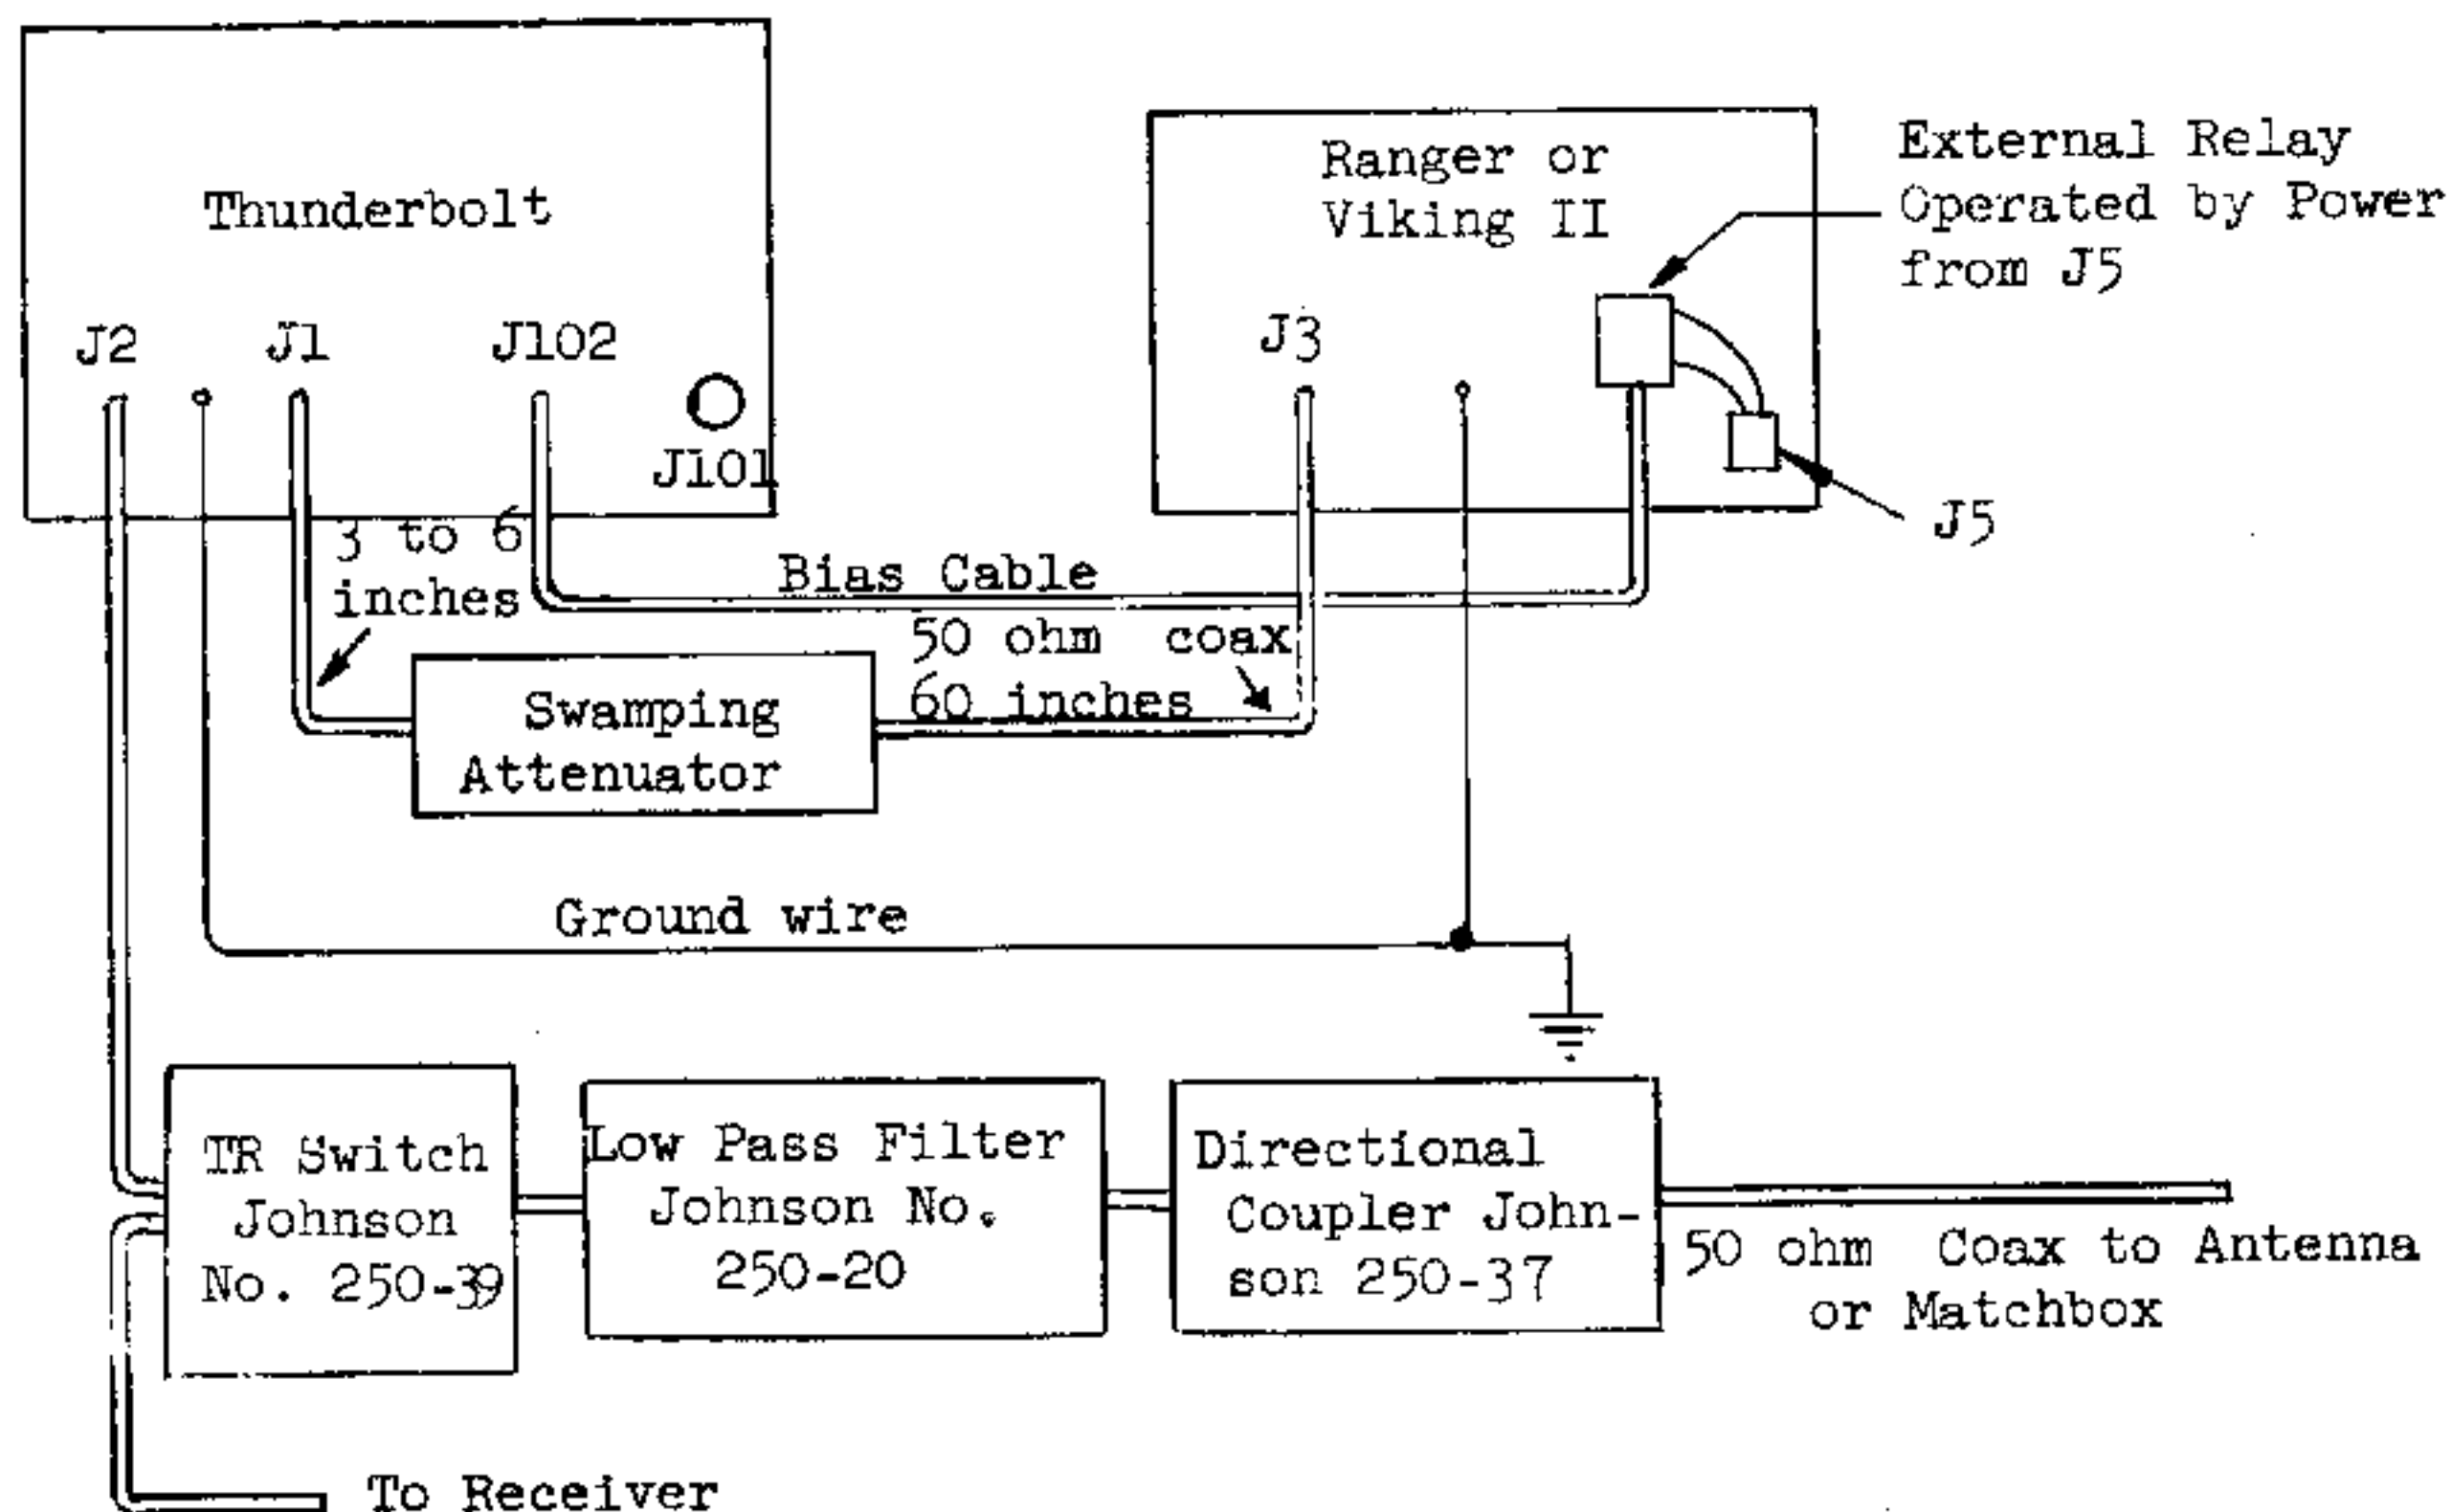 Thunderbolt
J2
J1
J102
J101
Ranger or
Viking II
J3
External Relay
Operated by Power
from J5
J5
3 to 6
inches
Bias Cable
50 ohm coax
60 inches
Swamping
Attenuator
Ground wire
TR Switch
Johnson
No. 250-39
Low Pass Filter
Johnson No.
250-20
Directional
Coupler John-
son 250-37
50 ohm Coax to Antenna
or Matchbox
To Receiver